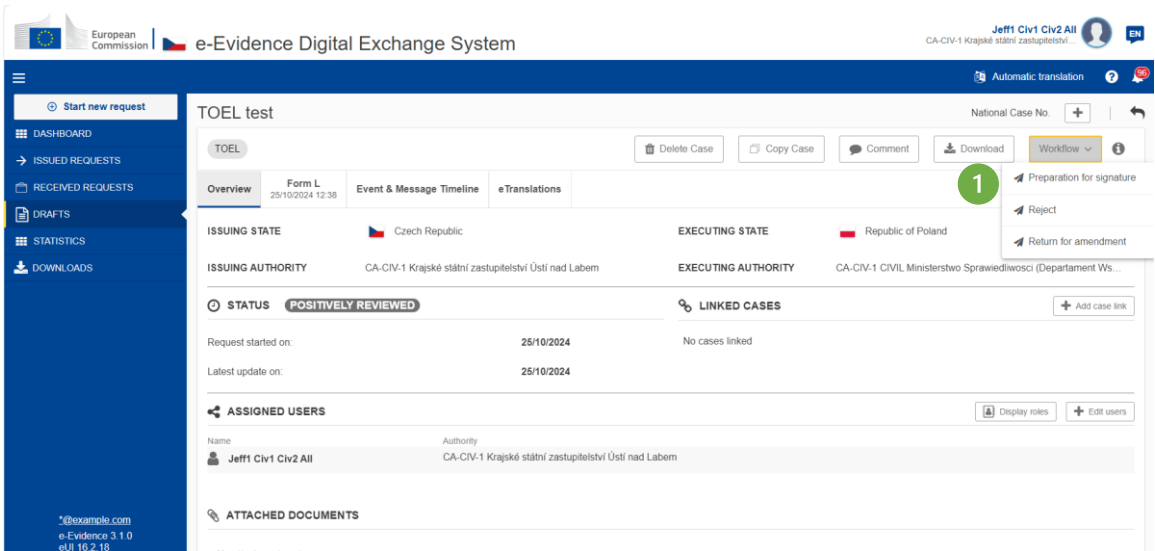 European
Commission
e-Evidence Digital Exchange System
Jeff1 Civ1 Civ2 All
CA-CIV-1 Krajské státní zastupitelství...
EN
Automatic translation
?
96
Start new request
DASHBOARD
ISSUED REQUESTS
RECEIVED REQUESTS
DRAFTS
STATISTICS
DOWNLOADS
TOEL test
National Case No.
TOEL
Delete Case
Copy Case
Comment
Download
Workflow
1
Preparation for signature
Reject
Return for amendment
Overview
Form L
25/10/2024 12:38
Event & Message Timeline
eTranslations
ISSUING STATE
Czech Republic
EXECUTING STATE
Republic of Poland
ISSUING AUTHORITY
CA-CIV-1 Krajské státní zastupitelství Ústí nad Labem
EXECUTING AUTHORITY
CA-CIV-1 CIVIL Ministerstwo Sprawiedliwosci (Departament Ws...
STATUS POSITIVELY REVIEWED
LINKED CASES
Add case link
Request started on: 25/10/2024
No cases linked
Latest update on: 25/10/2024
ASSIGNED USERS
Display roles
Edit users
Name Authority
Jeff1 Civ1 Civ2 All CA-CIV-1 Krajské státní zastupitelství Ústí nad Labem
ATTACHED DOCUMENTS
*@example.com
e-Evidence 3.1.0
eUI 16.2.18